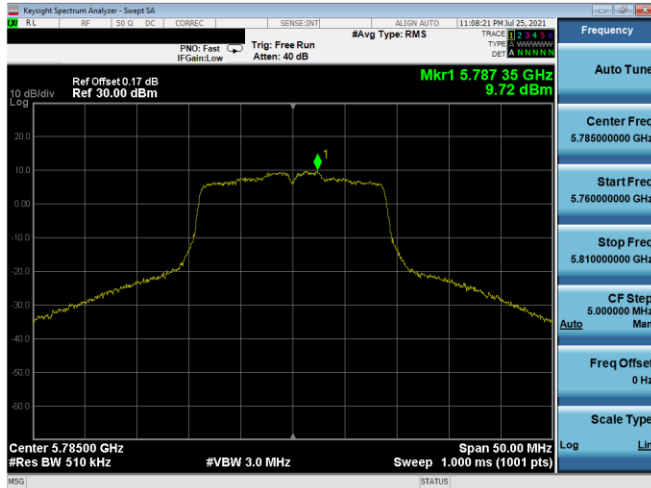 Keysight Spectrum Analyzer - Swept SA
RL RF 50 Ω DC CORREC SENSE:INT ALIGN AUTO 11:08:21 PM Jul 25, 2021
#Avg Type: RMS
TRACE 1 2 3 4 5 6
PNO: Fast Trig: Free Run
TYPE A WWWWW
IFGain:Low Atten: 40 dB
DET A N N N N N
Mkr1 5.787 35 GHz
9.72 dBm
Ref Offset 0.17 dB
10 dB/div Ref 30.00 dBm
Log
20.0
10.0
0.00
-10.0
-20.0
-30.0
-40.0
-50.0
-60.0
1
Center 5.78500 GHz Span 50.00 MHz
#Res BW 510 kHz #VBW 3.0 MHz Sweep 1.000 ms (1001 pts)
MSG STATUS
Frequency
Auto Tune
Center Freq
5.785000000 GHz
Start Freq
5.760000000 GHz
Stop Freq
5.810000000 GHz
CF Step
5.000000 MHz
Auto Man
Freq Offset
0 Hz
Scale Type
Log Lin